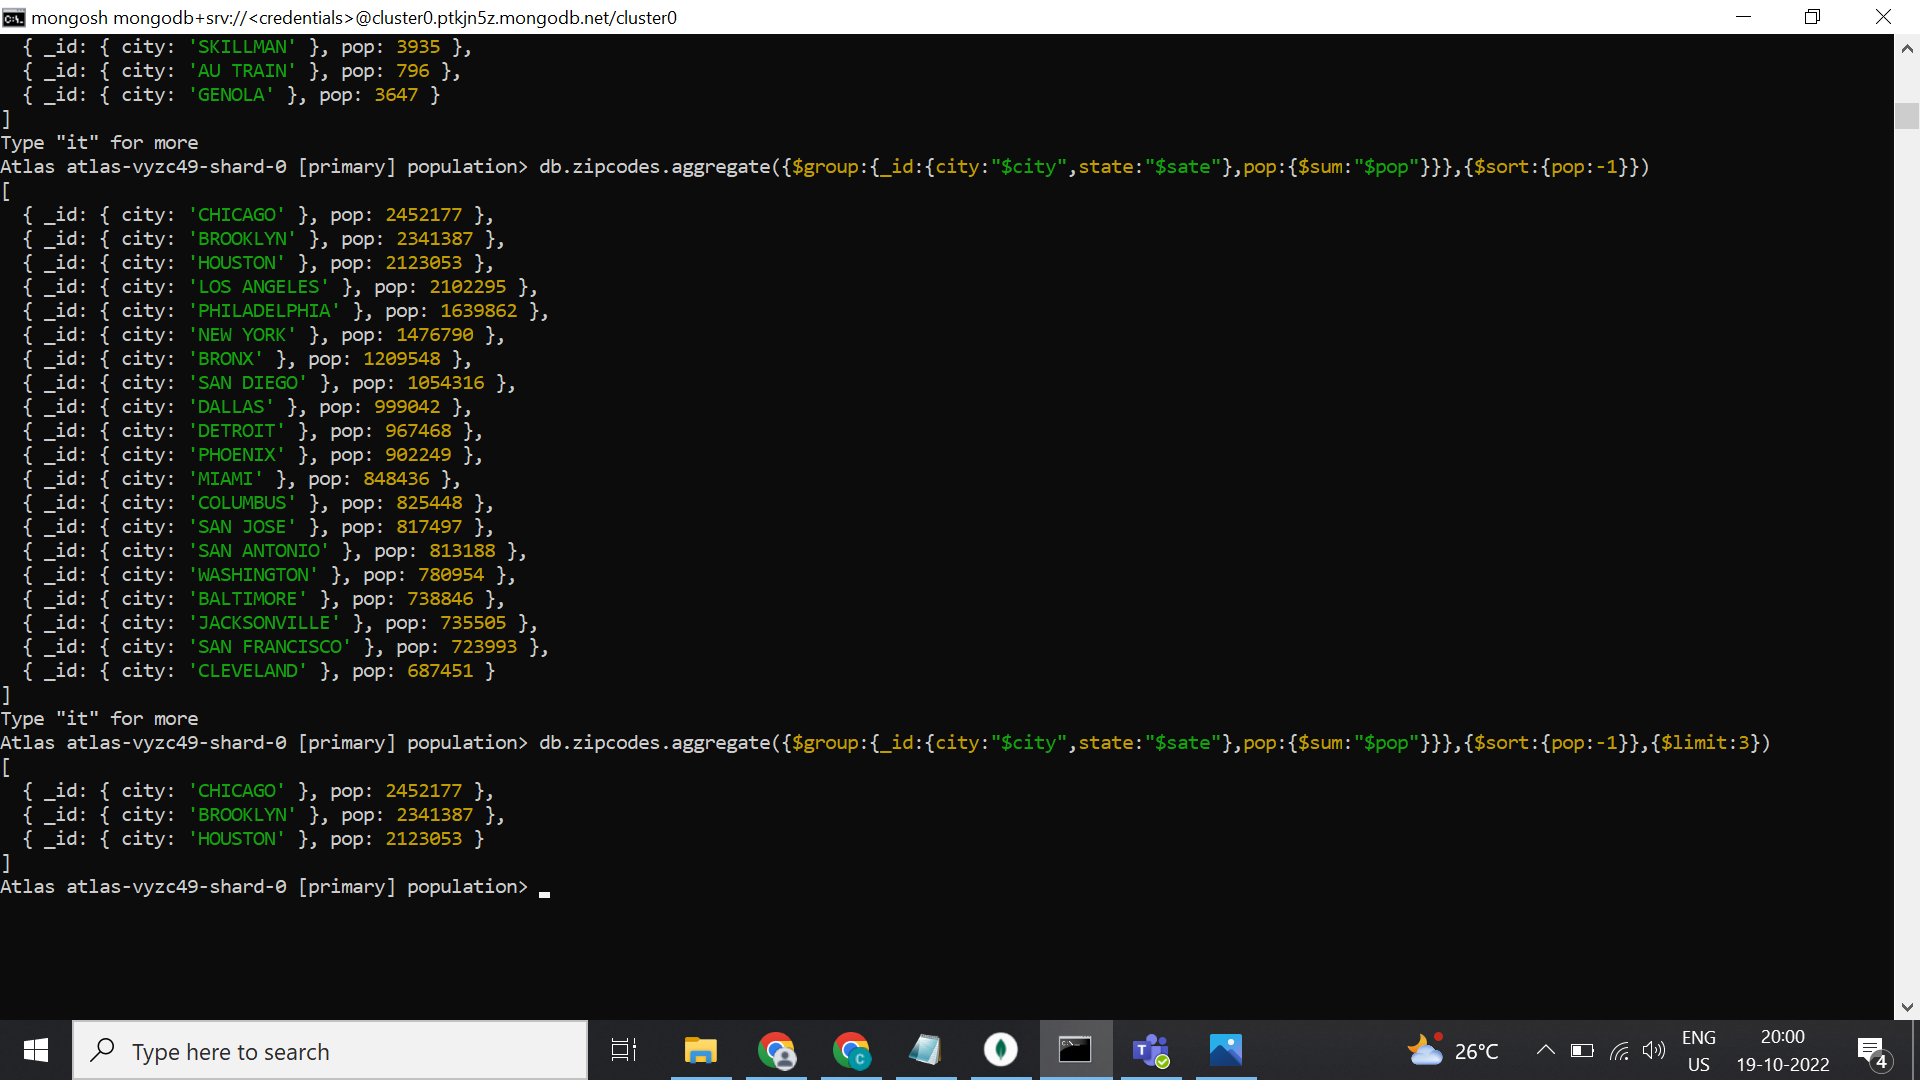 mongosh mongodb+srv://<credentials>@cluster0.ptkjn5z.mongodb.net/cluster0
{ _id: { city: 'SKILLMAN' }, pop: 3935 },
{ _id: { city: 'AU TRAIN' }, pop: 796 },
{ _id: { city: 'GENOLA' }, pop: 3647 }
]
Type "it" for more
Atlas atlas-vyzc49-shard-0 [primary] population> db.zipcodes.aggregate({$group:{_id:{city:"$city",state:"$sate"},pop:{$sum:"$pop"}}},{$sort:{pop:-1}})
[
{ _id: { city: 'CHICAGO' }, pop: 2452177 },
{ _id: { city: 'BROOKLYN' }, pop: 2341387 },
{ _id: { city: 'HOUSTON' }, pop: 2123053 },
{ _id: { city: 'LOS ANGELES' }, pop: 2102295 },
{ _id: { city: 'PHILADELPHIA' }, pop: 1639862 },
{ _id: { city: 'NEW YORK' }, pop: 1476790 },
{ _id: { city: 'BRONX' }, pop: 1209548 },
{ _id: { city: 'SAN DIEGO' }, pop: 1054316 },
{ _id: { city: 'DALLAS' }, pop: 999042 },
{ _id: { city: 'DETROIT' }, pop: 967468 },
{ _id: { city: 'PHOENIX' }, pop: 902249 },
{ _id: { city: 'MIAMI' }, pop: 848436 },
{ _id: { city: 'COLUMBUS' }, pop: 825448 },
{ _id: { city: 'SAN JOSE' }, pop: 817497 },
{ _id: { city: 'SAN ANTONIO' }, pop: 813188 },
{ _id: { city: 'WASHINGTON' }, pop: 780954 },
{ _id: { city: 'BALTIMORE' }, pop: 738846 },
{ _id: { city: 'JACKSONVILLE' }, pop: 735505 },
{ _id: { city: 'SAN FRANCISCO' }, pop: 723993 },
{ _id: { city: 'CLEVELAND' }, pop: 687451 }
]
Type "it" for more
Atlas atlas-vyzc49-shard-0 [primary] population> db.zipcodes.aggregate({$group:{_id:{city:"$city",state:"$sate"},pop:{$sum:"$pop"}}},{$sort:{pop:-1}},{$limit:3})
[
{ _id: { city: 'CHICAGO' }, pop: 2452177 },
{ _id: { city: 'BROOKLYN' }, pop: 2341387 },
{ _id: { city: 'HOUSTON' }, pop: 2123053 }
]
Atlas atlas-vyzc49-shard-0 [primary] population>
Type here to search
26°C
ENG
US
20:00
19-10-2022
4